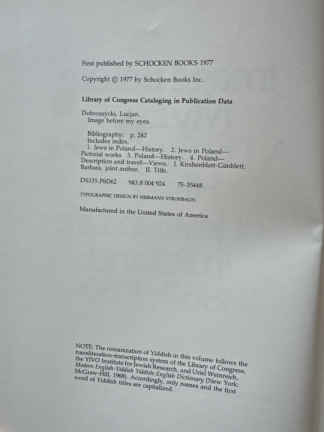 First published by SCHOCKEN BOOKS 1977
Copyright © 1977 by Schocken Books Inc.
Library of Congress Cataloging in Publication Data
Dobroszycki, Lucjan.
Image before my eyes.
Bibliography: p. 262
Includes index.
1. Jews in Poland—History. 2. Jews in Poland—
Pictorial works 3. Poland—History. 4. Poland—
Description and travel—Views. I. Kirshenblatt-Gimblett,
Barbara, joint author. II. Title.
DS135.P6D62 943.8'004'924 75-35448
TYPOGRAPHIC DESIGN BY HERMANN STROHBACH
Manufactured in the United States of America
NOTE: The romanization of Yiddish in this volume follows the
transliteration-transcription system of the Library of Congress,
the YIVO Institute for Jewish Research, and Uriel Weinreich,
Modern English-Yiddish Yiddish-English Dictionary (New York:
McGraw-Hill, 1968). Accordingly, only names and the first
word of Yiddish titles are capitalized.